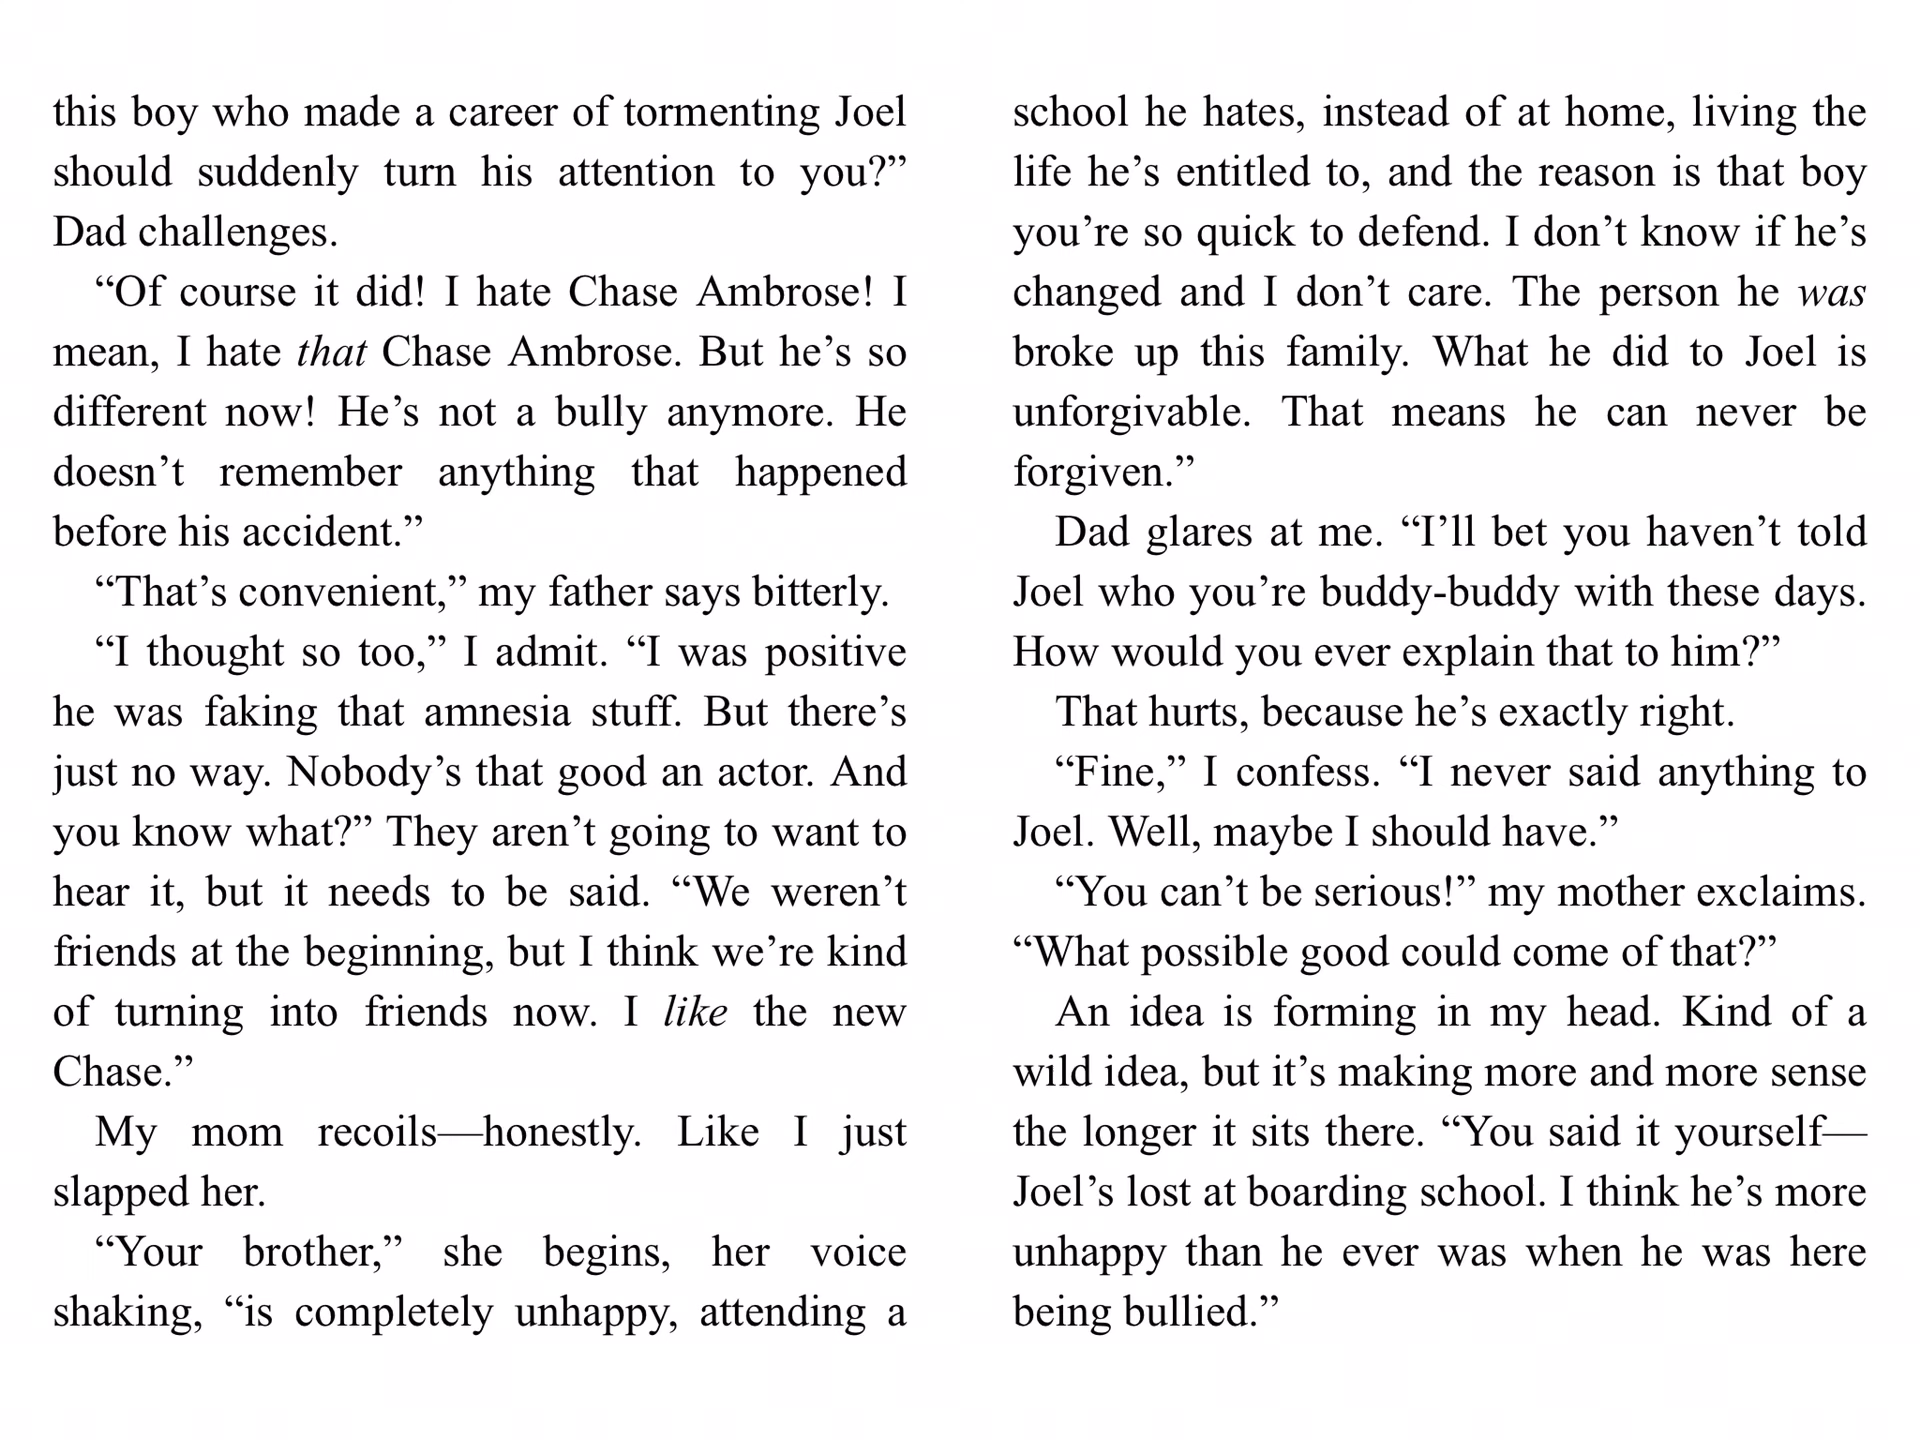 this boy who made a career of tormenting Joel
should suddenly turn his attention to you?”
Dad challenges.
“Of course it did! I hate Chase Ambrose! I
mean, I hate that Chase Ambrose. But he’s so
different now! He’s not a bully anymore. He
doesn’t remember anything that happened
before his accident.”
“That’s convenient,” my father says bitterly.
“I thought so too,” I admit. “I was positive
he was faking that amnesia stuff. But there’s
just no way. Nobody’s that good an actor. And
you know what?” They aren’t going to want to
hear it, but it needs to be said. “We weren’t
friends at the beginning, but I think we’re kind
of turning into friends now. I like the new
Chase.”
My mom recoils—honestly. Like I just
slapped her.
“Your brother,” she begins, her voice
shaking, “is completely unhappy, attending a
school he hates, instead of at home, living the
life he’s entitled to, and the reason is that boy
you’re so quick to defend. I don’t know if he’s
changed and I don’t care. The person he was
broke up this family. What he did to Joel is
unforgivable. That means he can never be
forgiven.”
Dad glares at me. “I’ll bet you haven’t told
Joel who you’re buddy-buddy with these days.
How would you ever explain that to him?”
That hurts, because he’s exactly right.
“Fine,” I confess. “I never said anything to
Joel. Well, maybe I should have.”
“You can’t be serious!” my mother exclaims.
“What possible good could come of that?”
An idea is forming in my head. Kind of a
wild idea, but it’s making more and more sense
the longer it sits there. “You said it yourself—
Joel’s lost at boarding school. I think he’s more
unhappy than he ever was when he was here
being bullied.”